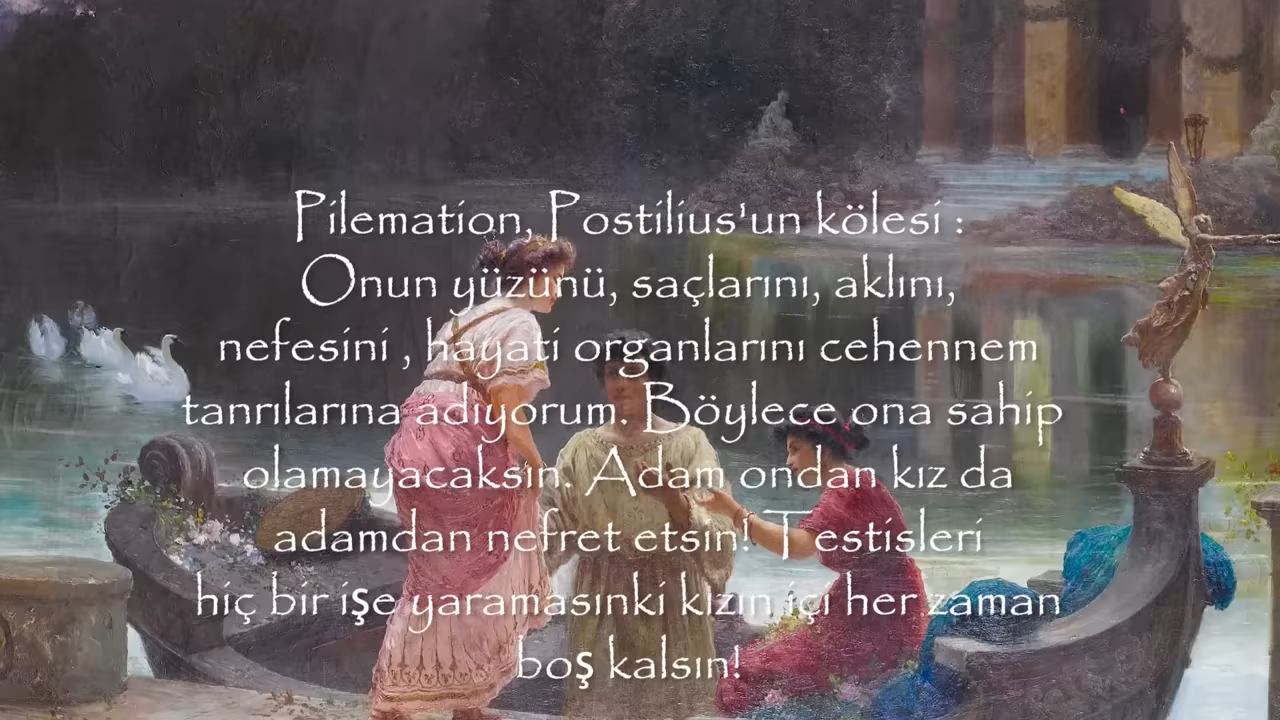 Pilemation, Postilius'un kölesi :
Onun yüzünü, saçlarını, aklını,
nefesini , hayati organlarını cehennem
tanrılarına adıyorum. Böylece ona sahip
olamayacaksın. Adam ondan kız da
adamdan nefret etsin! Testisleri
hiç bir işe yaramasınki kızın içi her zaman
boş kalsın!